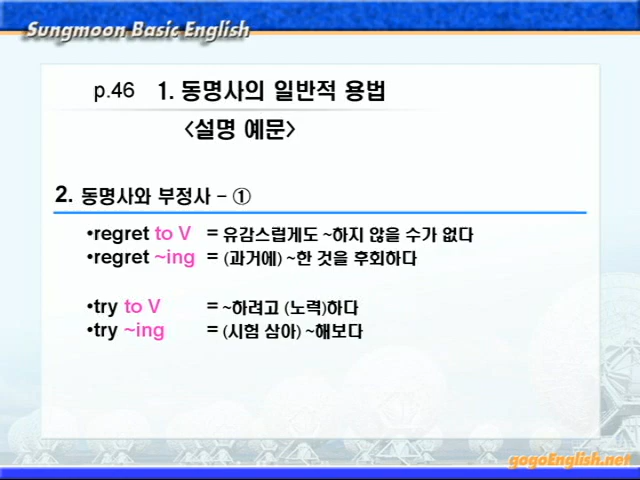 Sungmoon Basic English
p.46 1. 동명사의 일반적 용법
<설명 예문>
2. 동명사와 부정사 - ①
•regret to V = 유감스럽게도 ~하지 않을 수가 없다
•regret ~ing = (과거에) ~한 것을 후회하다
•try to V = ~하려고 (노력)하다
•try ~ing = (시험 삼아) ~해보다
gogoEnglish.net